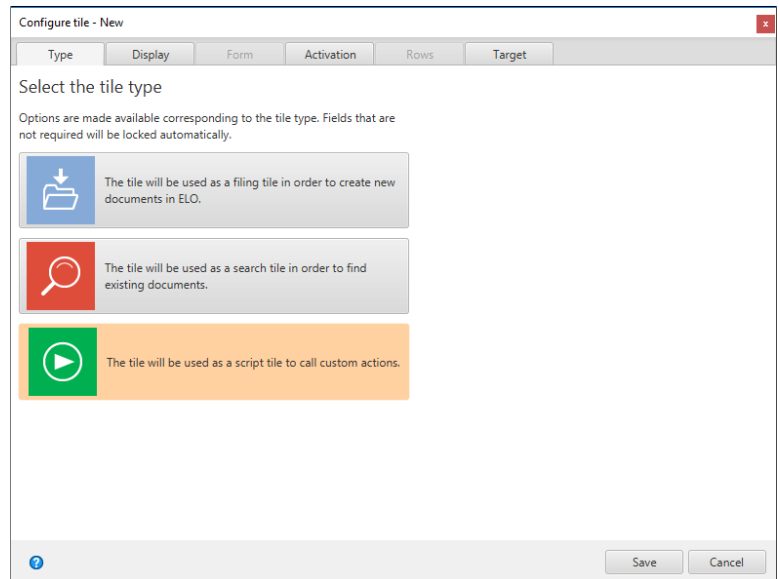 Configure tile - New
x
Type Display Form Activation Rows Target
Select the tile type
Options are made available corresponding to the tile type. Fields that are
not required will be locked automatically.
The tile will be used as a filing tile in order to create new
documents in ELO.
The tile will be used as a search tile in order to find
existing documents.
The tile will be used as a script tile to call custom actions.
? Save Cancel